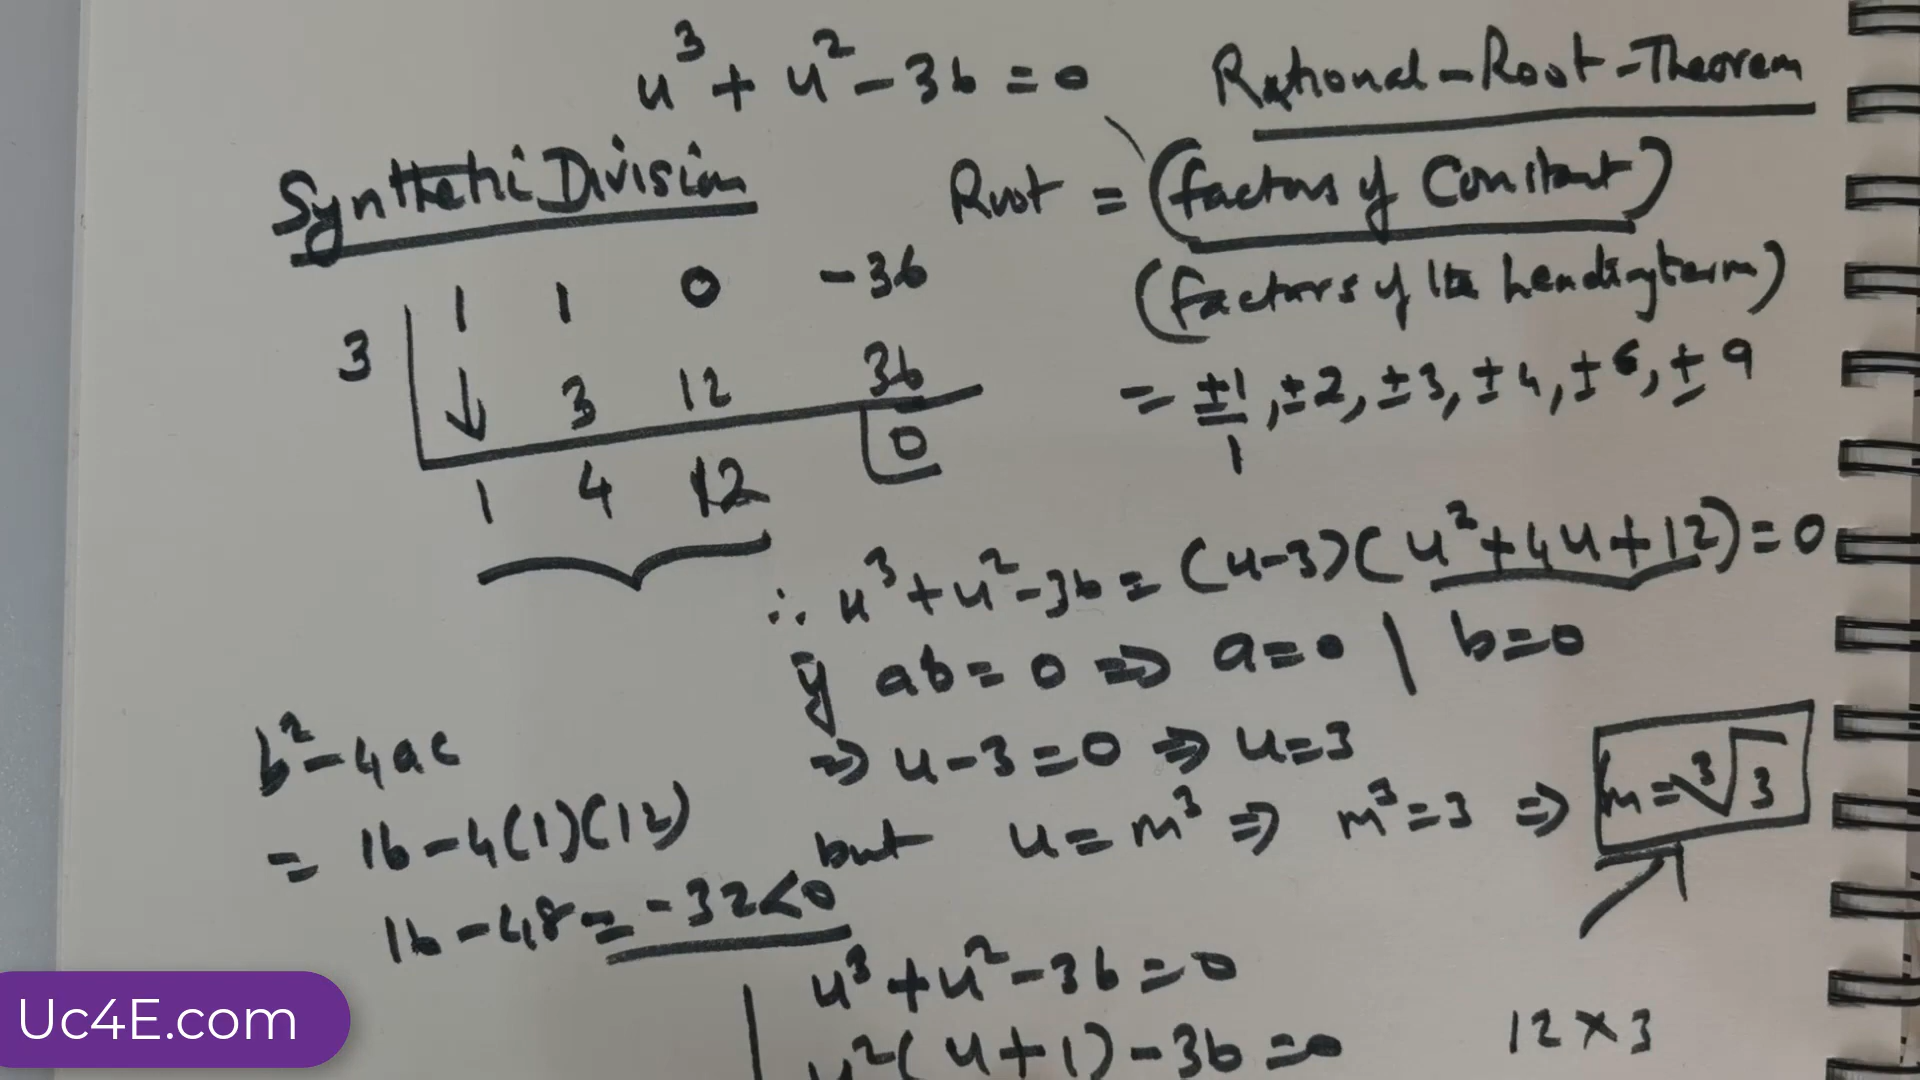 u³ + u² - 36 = 0
Rational-Root-Theorem
Synthetic Division
Root = (factors of Constant)
(factors of the Leading term)
= ±1/1, ±2, ±3, ±4, ±6, ±9
1 1 0 -36
3 ↓ 3 12 36
1 4 12 0
∴ u³ + u² - 36 = (u-3)(u² + 4u + 12) = 0
if ab = 0 ⇒ a = 0 | b = 0
⇒ u - 3 = 0 ⇒ u = 3
but u = m³ ⇒ m³ = 3 ⇒ m = ³√3
b² - 4ac
= 16 - 4(1)(12)
16 - 48 = -32 < 0
u³ + u² - 36 = 0
u²(u + 1) - 36 = 0
12 × 3
Uc4E.com